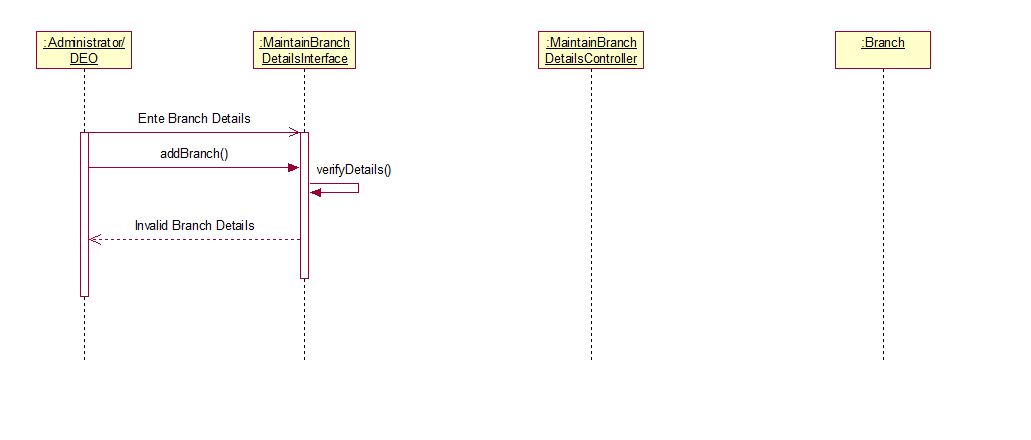 :Administrator/
DEO
:MaintainBranch
DetailsInterface
:MaintainBranch
DetailsController
:Branch
Ente Branch Details
addBranch()
verifyDetails()
Invalid Branch Details